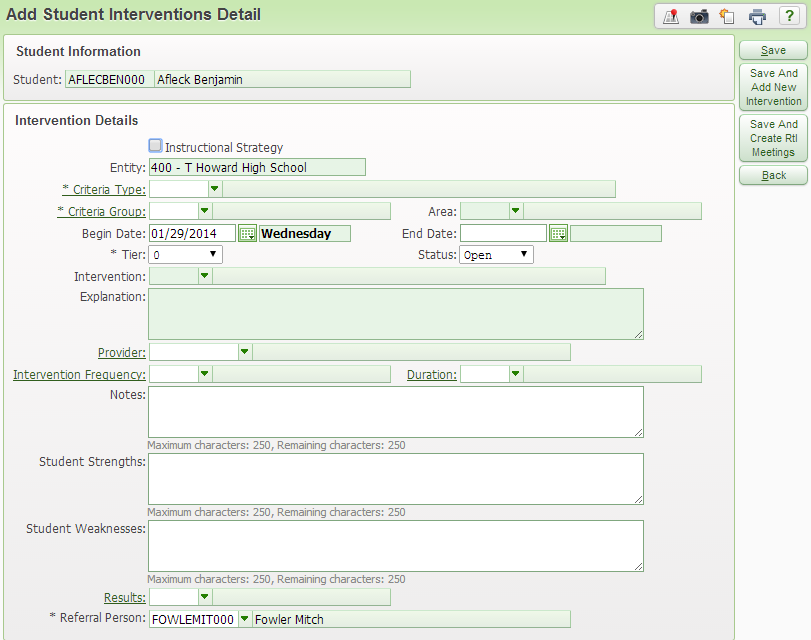 Add Student Interventions Detail
?
Student Information
Student: AFLECBEN000 Afleck Benjamin
Save
Save And Add New Intervention
Save And Create RtI Meetings
Back
Intervention Details
Instructional Strategy
Entity: 400 - T Howard High School
* Criteria Type:
* Criteria Group: Area:
Begin Date: 01/29/2014 Wednesday End Date:
* Tier: 0 Status: Open
Intervention:
Explanation:
Provider:
Intervention Frequency: Duration:
Notes:
Maximum characters: 250, Remaining characters: 250
Student Strengths:
Maximum characters: 250, Remaining characters: 250
Student Weaknesses:
Maximum characters: 250, Remaining characters: 250
Results:
* Referral Person: FOWLEMIT000 Fowler Mitch